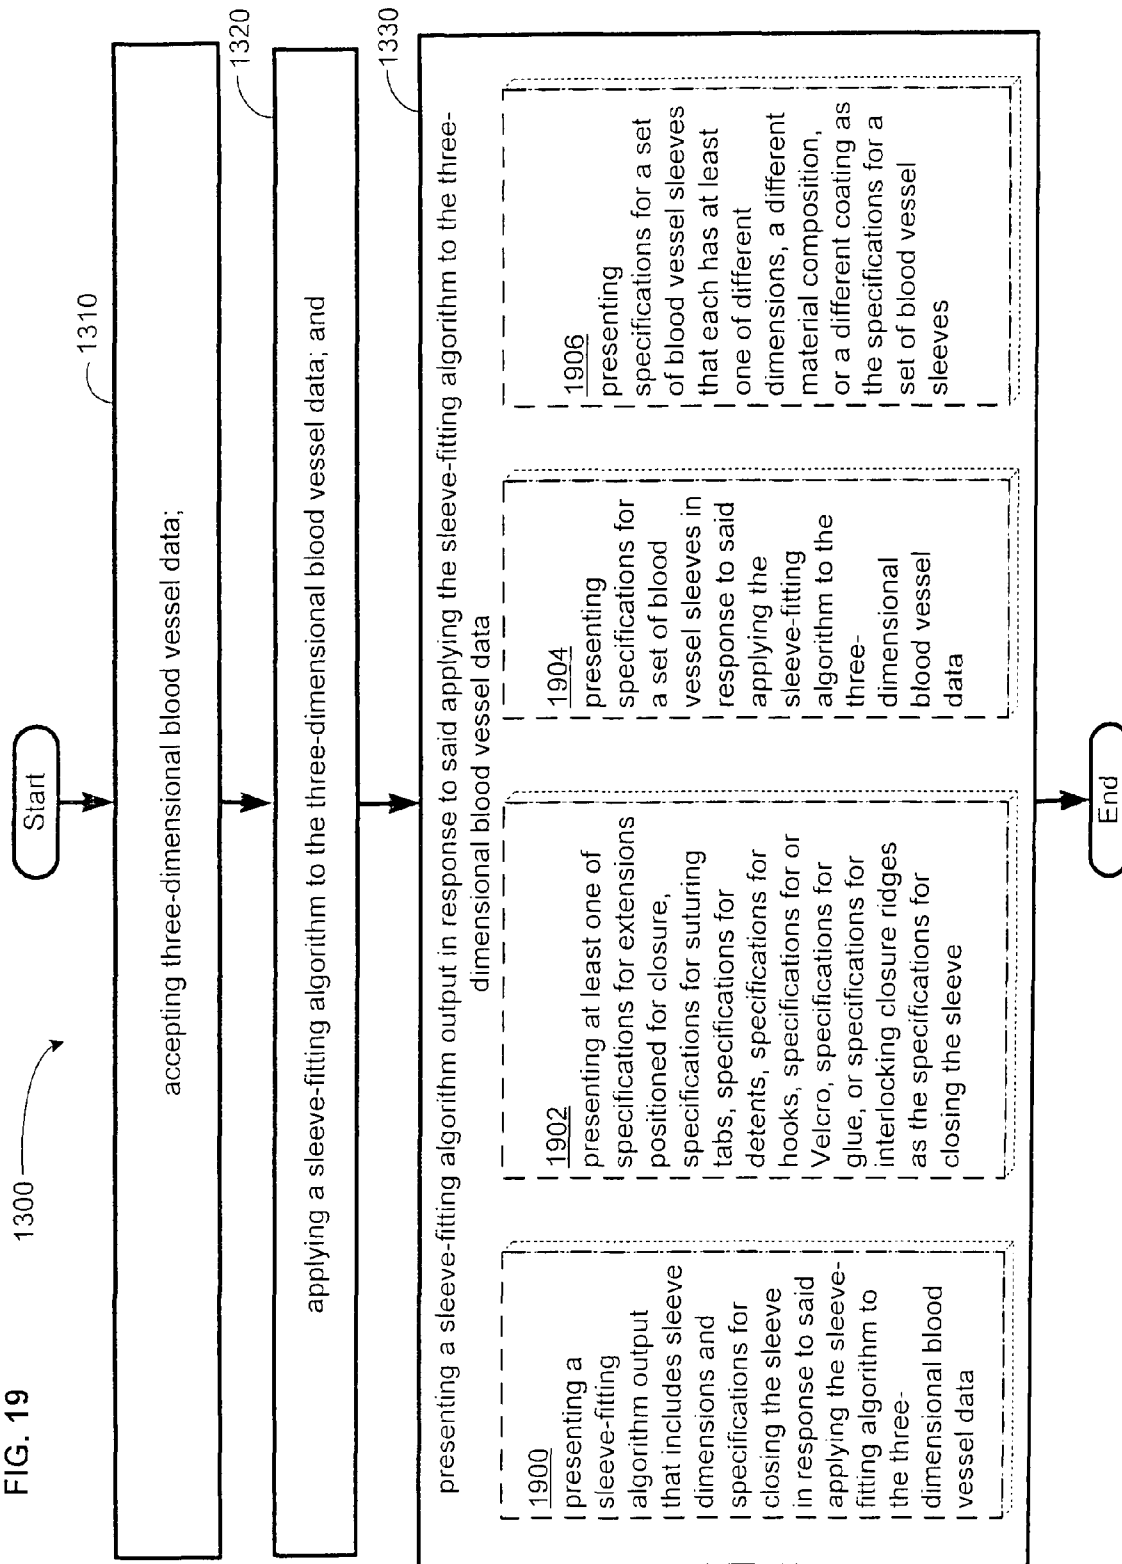 FIG. 19
1300
Start
1310
accepting three-dimensional blood vessel data;
1320
applying a sleeve-fitting algorithm to the three-dimensional blood vessel data; and
1330
presenting a sleeve-fitting algorithm output in response to said applying the sleeve-fitting algorithm to the three-
dimensional blood vessel data
1900
presenting a
sleeve-fitting
algorithm output
that includes sleeve
dimensions and
specifications for
closing the sleeve
in response to said
applying the sleeve-
fitting algorithm to
the three-
dimensional blood
vessel data
1902
presenting at least one of
specifications for extensions
positioned for closure,
specifications for suturing
tabs, specifications for
detents, specifications for
hooks, specifications for or
Velcro, specifications for
glue, or specifications for
interlocking closure ridges
as the specifications for
closing the sleeve
1904
presenting
specifications for
a set of blood
vessel sleeves in
response to said
applying the
sleeve-fitting
algorithm to the
three-
dimensional
blood vessel
data
1906
presenting
specifications for a set
of blood vessel sleeves
that each has at least
one of different
dimensions, a different
material composition,
or a different coating as
the specifications for a
set of blood vessel
sleeves
End